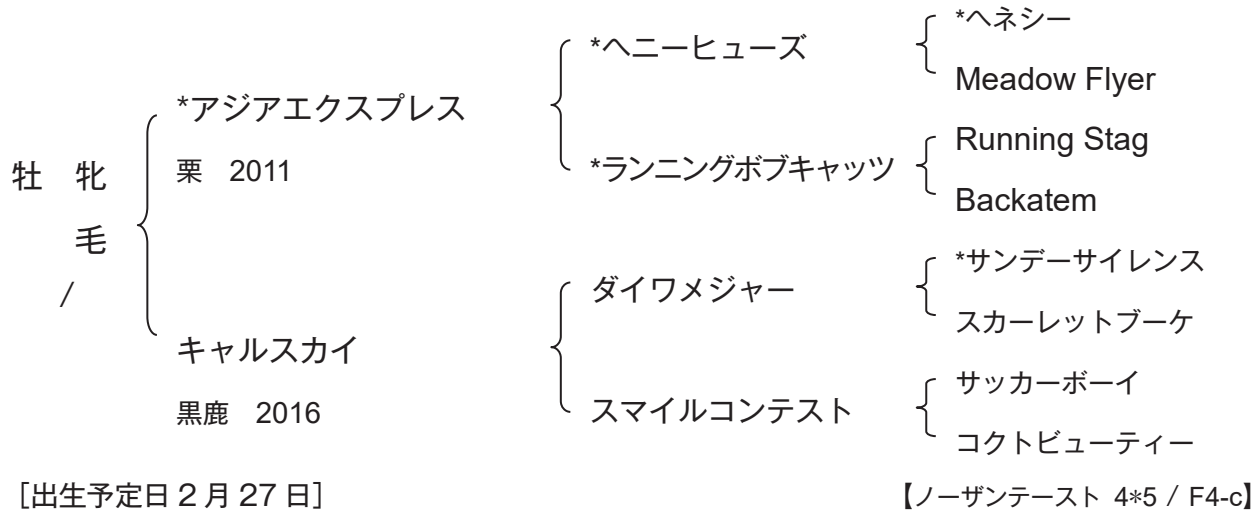 *ヘネシー
*ヘニーヒューズ
Meadow Flyer
*アジアエクスプレス
栗 2011
Running Stag
*ランニングボブキャッツ
Backatem
牡 牝
毛
/
*サンデーサイレンス
ダイワメジャー
スカーレットブーケ
キャルスカイ
黒鹿 2016
サッカーボーイ
スマイルコンテスト
コクトビューティー
［出生予定日 2 月 27 日］
【ノーザンテースト 4*5 / F4-c】